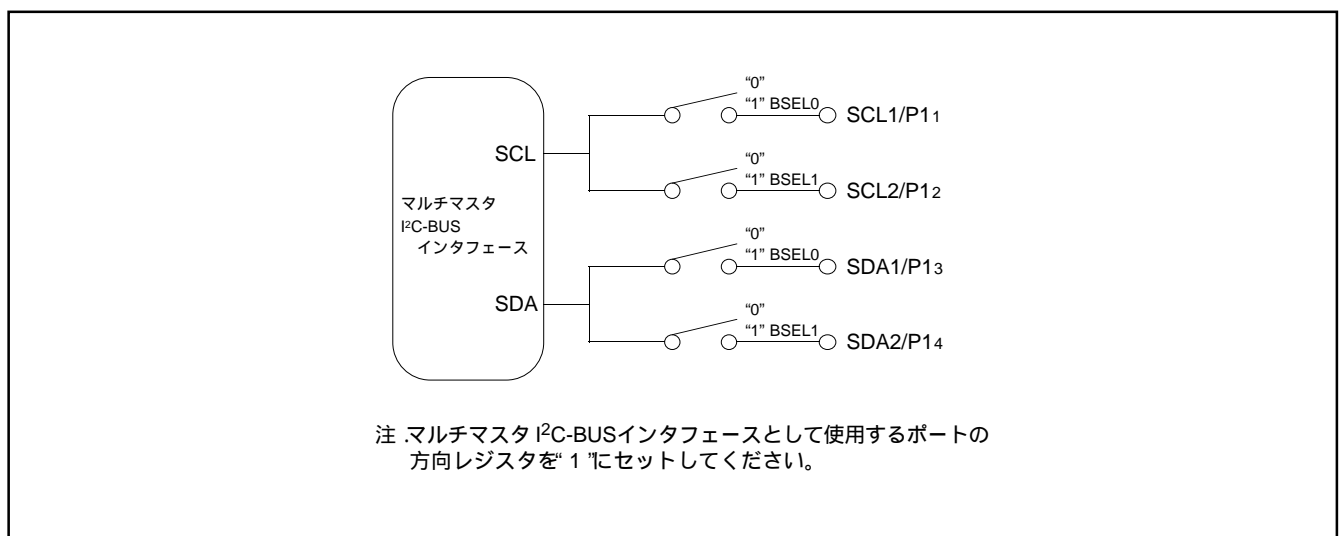 “0”
“1” BSEL0
SCL1/P11
SCL
“0”
“1” BSEL1
SCL2/P12
マルチマスタ
I2C-BUS
インタフェース
“0”
“1” BSEL0
SDA1/P13
SDA
“0”
“1” BSEL1
SDA2/P14
注.マルチマスタI2C-BUSインタフェースとして使用するポートの
方向レジスタを“1”にセットしてください。